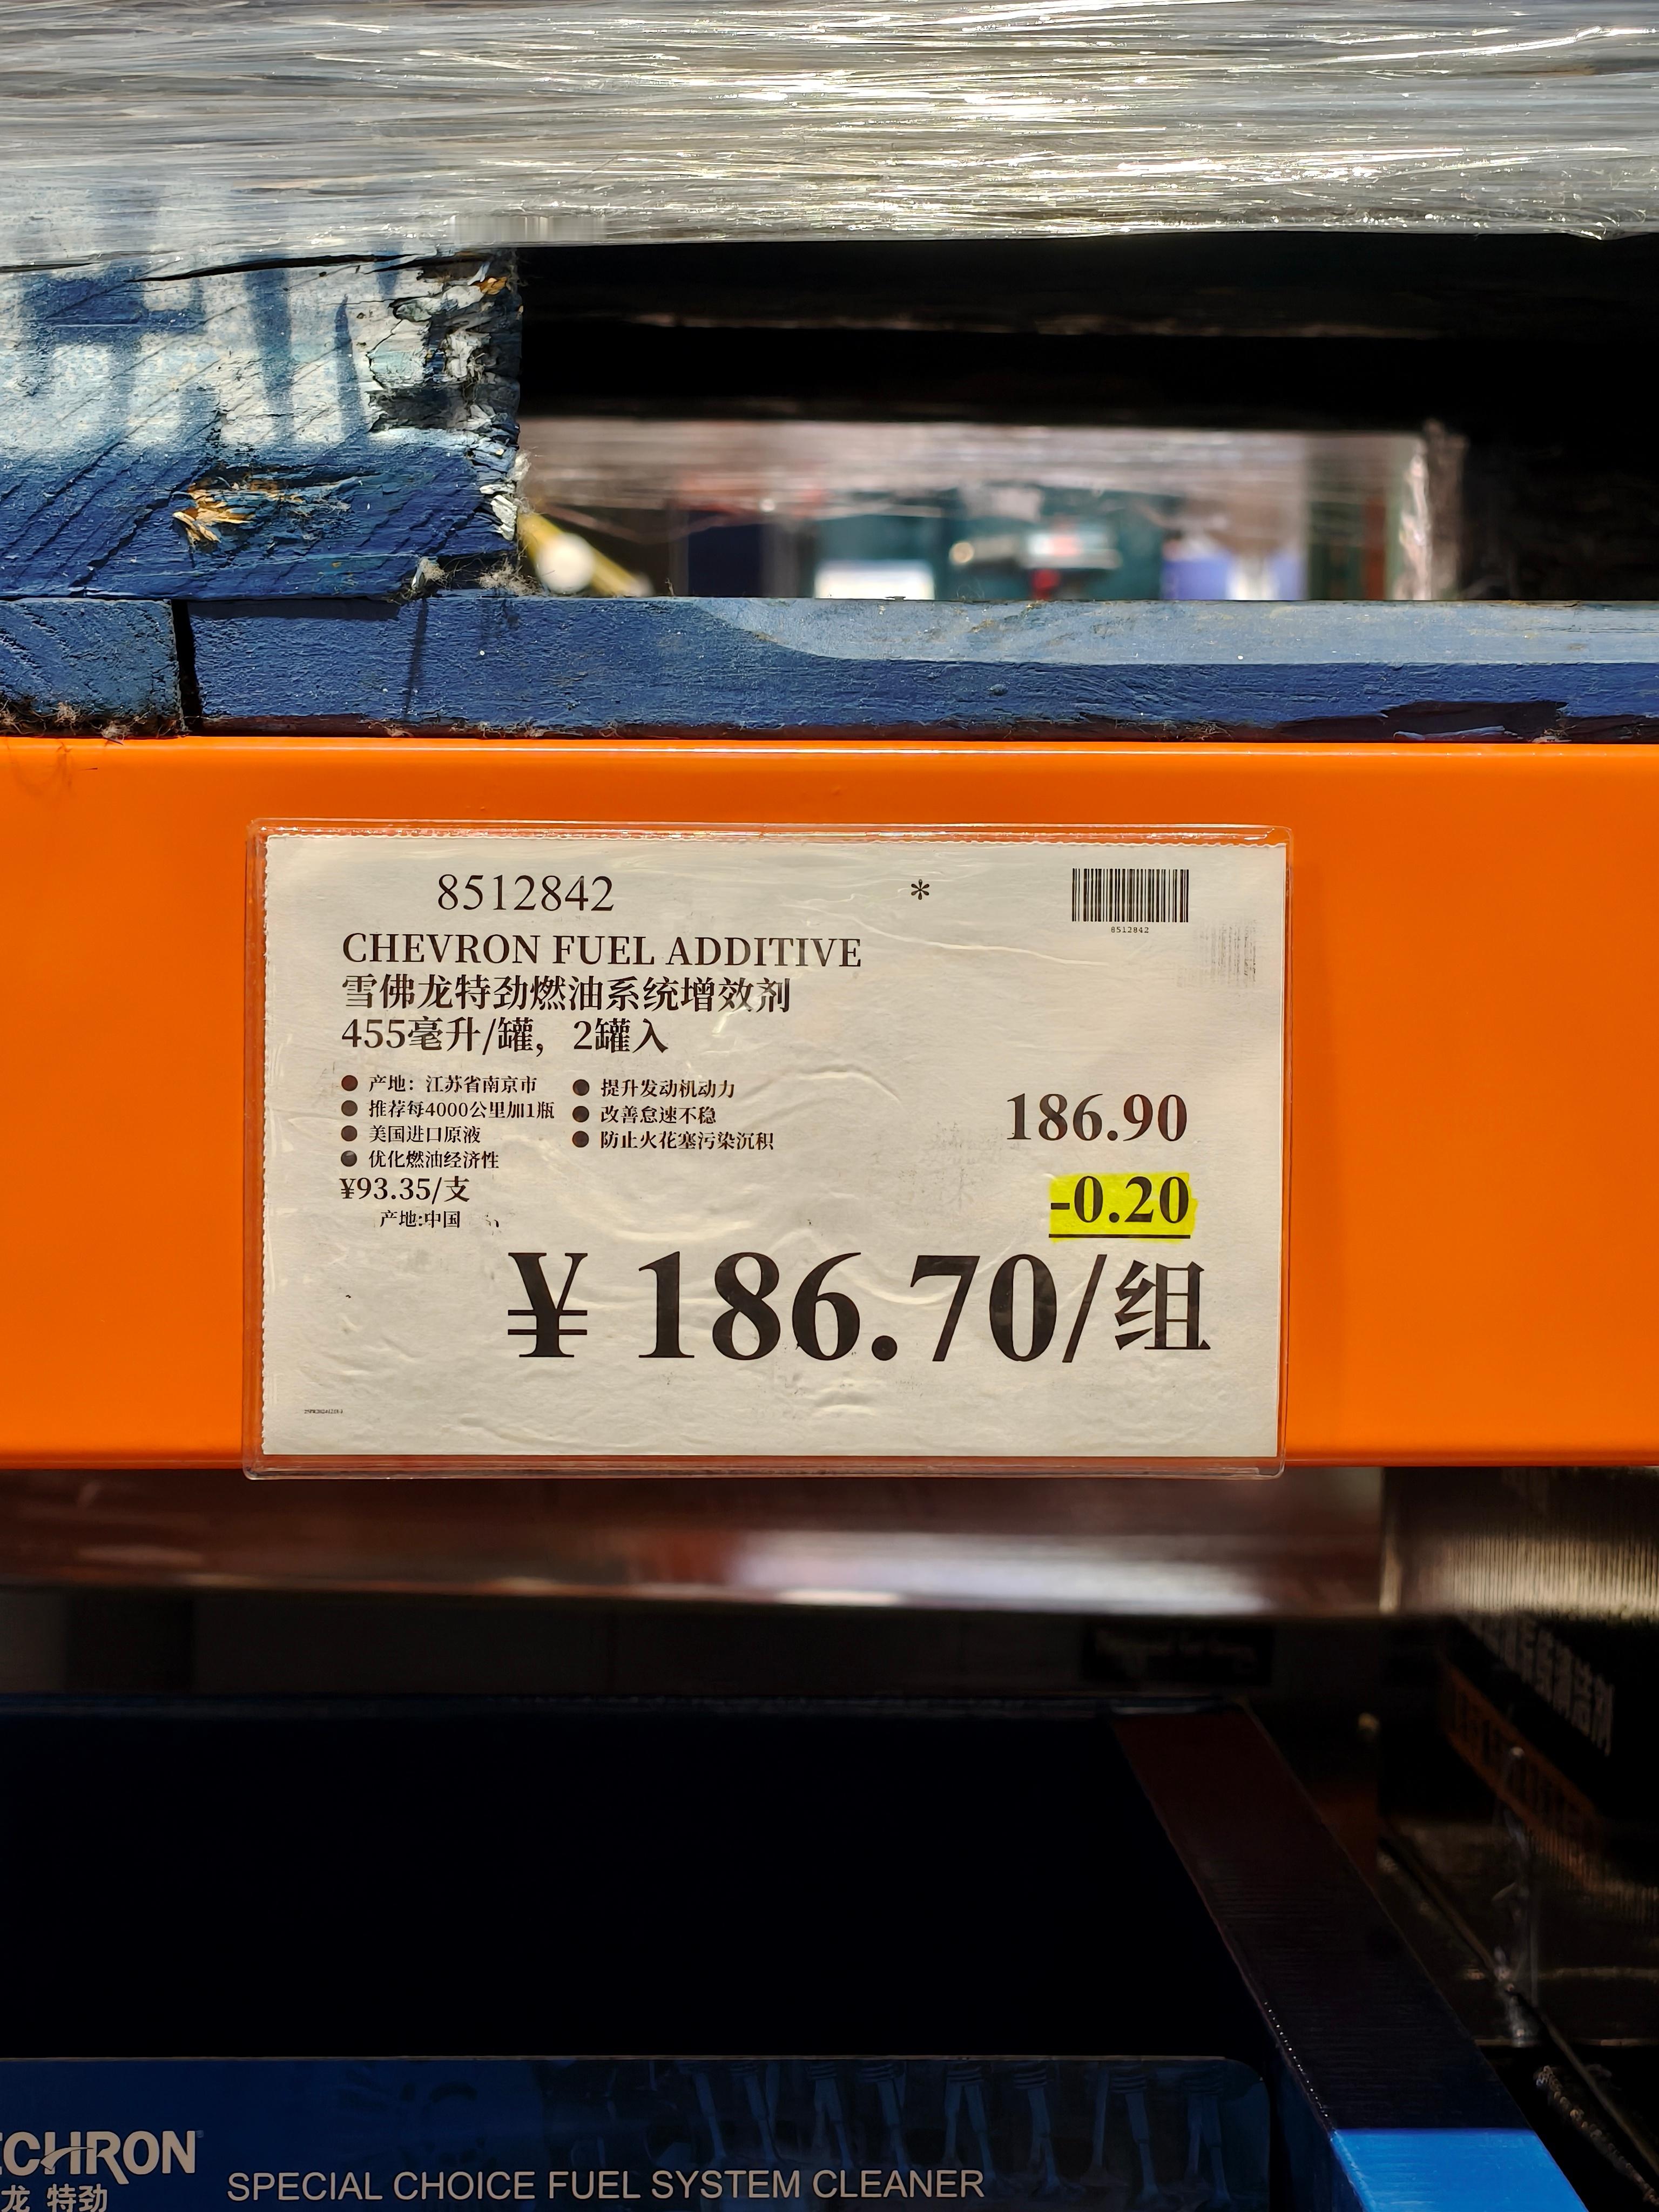 8512842 *
8512842
CHEVRON FUEL ADDITIVE
雪佛龙特劲燃油系统增效剂
455毫升/罐，2罐入
● 产地：江苏省南京市
● 推荐每4000公里加1瓶
● 美国进口原液
● 优化燃油经济性
● 提升发动机动力
● 改善怠速不稳
● 防止火花塞污染沉积
¥93.35/支
产地:中国
186.90
-0.20
¥ 186.70/组
ECHRON
龙 特劲
SPECIAL CHOICE FUEL SYSTEM CLEANER